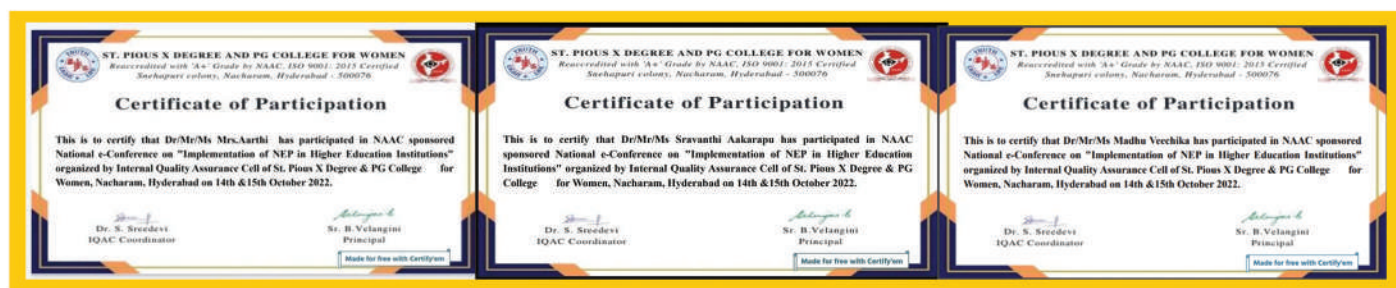 ST. PIOUS X DEGREE AND PG COLLEGE FOR WOMEN
Reaccredited with 'A+' Grade by NAAC, ISO 9001: 2015 Certified
Snehapuri colony, Nacharam, Hyderabad - 500076
Certificate of Participation
This is to certify that Dr/Mr/Ms Mrs.Aarthi has participated in NAAC sponsored
National e-Conference on "Implementation of NEP in Higher Education Institutions"
organized by Internal Quality Assurance Cell of St. Pious X Degree & PG College for
Women, Nacharam, Hyderabad on 14th &15th October 2022.
Dr. S. Sreedevi
IQAC Coordinator
Sr. B.Velangini
Principal
Made for free with Certify'em
ST. PIOUS X DEGREE AND PG COLLEGE FOR WOMEN
Reaccredited with 'A+' Grade by NAAC, ISO 9001: 2015 Certified
Snehapuri colony, Nacharam, Hyderabad - 500076
Certificate of Participation
This is to certify that Dr/Mr/Ms Sravanthi Aakarapu has participated in NAAC
sponsored National e-Conference on "Implementation of NEP in Higher Education
Institutions" organized by Internal Quality Assurance Cell of St. Pious X Degree & PG
College for Women, Nacharam, Hyderabad on 14th &15th October 2022.
Dr. S. Sreedevi
IQAC Coordinator
Sr. B.Velangini
Principal
Made for free with Certify'em
ST. PIOUS X DEGREE AND PG COLLEGE FOR WOMEN
Reaccredited with 'A+' Grade by NAAC, ISO 9001: 2015 Certified
Snehapuri colony, Nacharam, Hyderabad - 500076
Certificate of Participation
This is to certify that Dr/Mr/Ms Madhu Veechika has participated in NAAC sponsored
National e-Conference on "Implementation of NEP in Higher Education Institutions"
organized by Internal Quality Assurance Cell of St. Pious X Degree & PG College for
Women, Nacharam, Hyderabad on 14th &15th October 2022.
Dr. S. Sreedevi
IQAC Coordinator
Sr. B.Velangini
Principal
Made for free with Certify'em